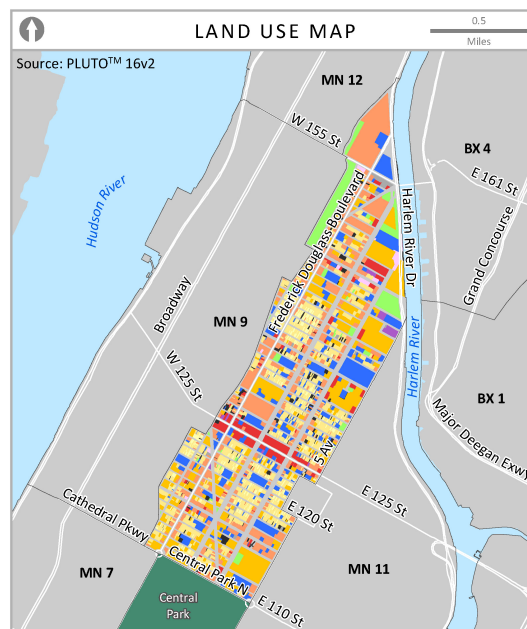 LAND USE MAP
0.5
Miles
Source: PLUTO™ 16v2
MN 12
W 155 St
BX 4
E 161 St
Hudson River
Frederick Douglass Boulevard
Harlem River Dr
Grand Concourse
Broadway
MN 9
Harlem River
W 125 St
BX 1
Major Deegan Exwy
5 Av
E 125 St
Cathedral Pkwy
E 120 St
Central Park N
MN 7
MN 11
Central
Park
E 110 St